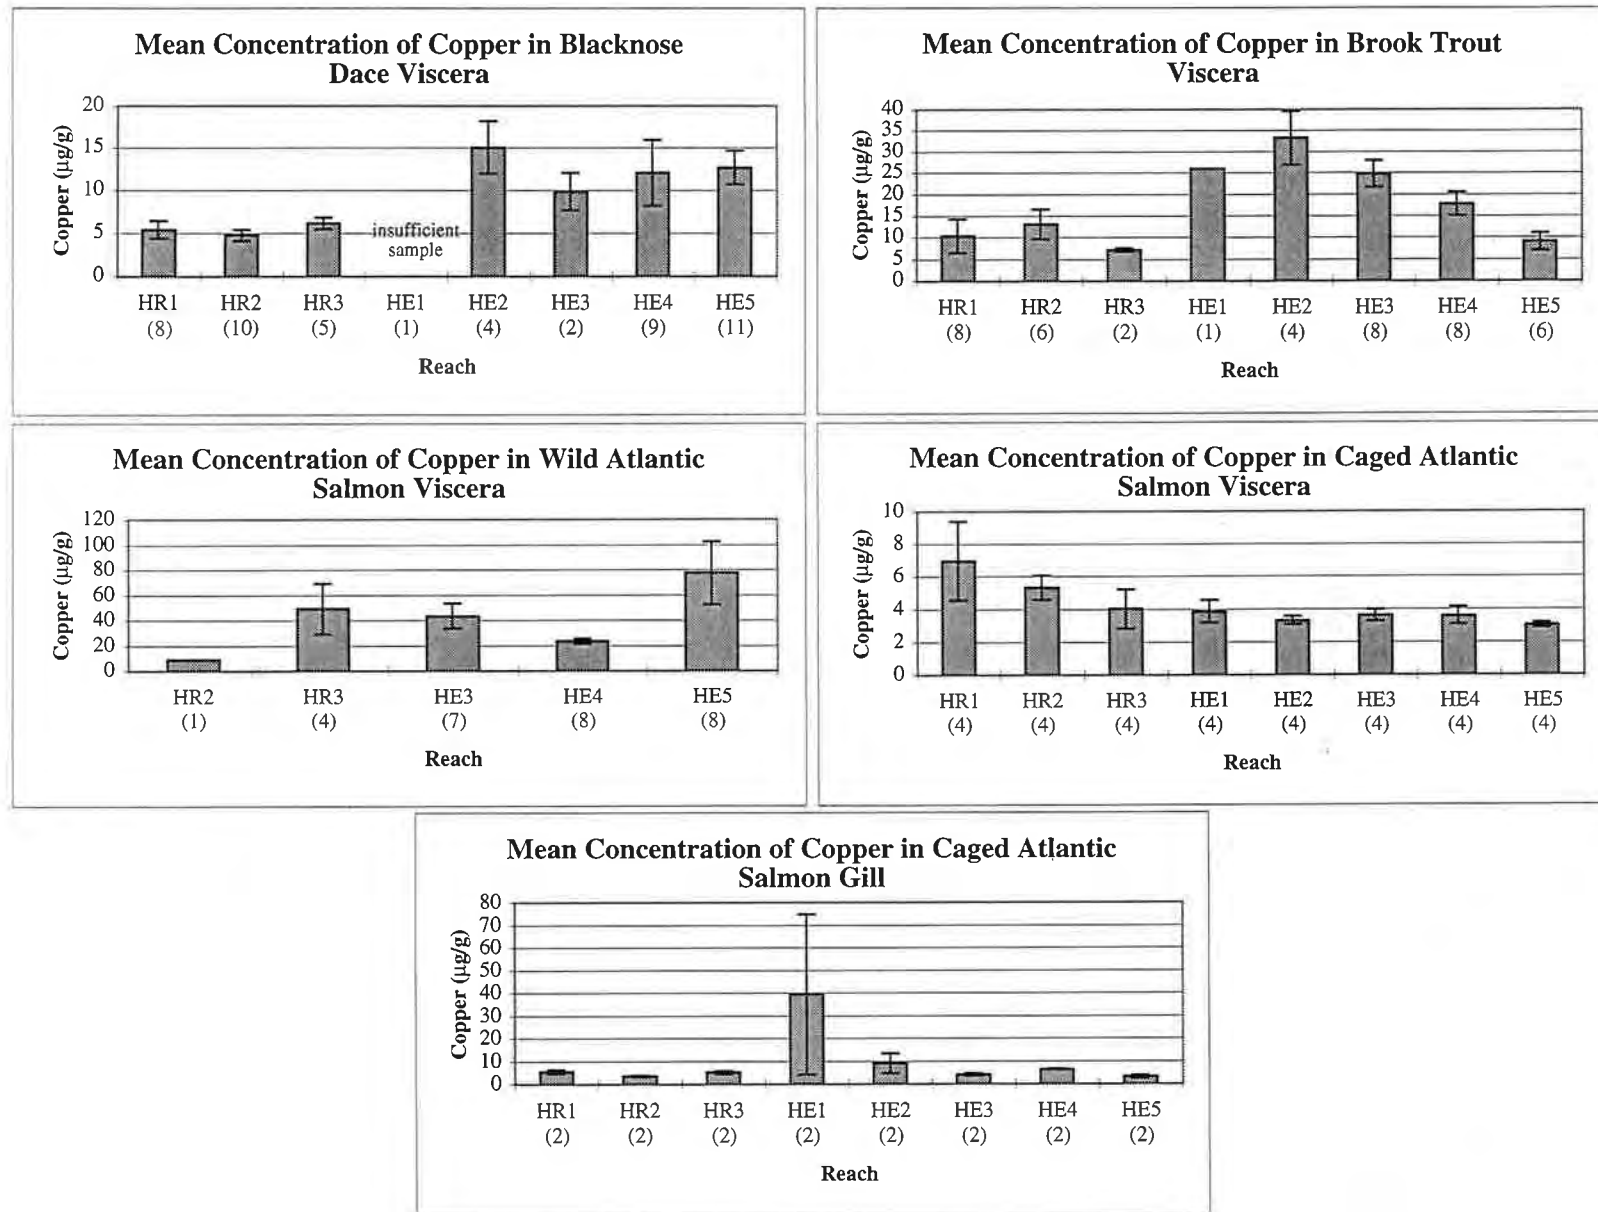 Mean Concentration of Copper in Blacknose
Dace Viscera
Copper (µg/g)
20
15
10
5
0
insufficient
sample
HR1 HR2 HR3 HE1 HE2 HE3 HE4 HE5
(8) (10) (5) (1) (4) (2) (9) (11)
Reach
Mean Concentration of Copper in Brook Trout
Viscera
Copper (µg/g)
40
35
30
25
20
15
10
5
0
HR1 HR2 HR3 HE1 HE2 HE3 HE4 HE5
(8) (6) (2) (1) (4) (8) (8) (6)
Reach
Mean Concentration of Copper in Wild Atlantic
Salmon Viscera
Copper (µg/g)
120
100
80
60
40
20
0
HR2 HR3 HE3 HE4 HE5
(1) (4) (7) (8) (8)
Reach
Mean Concentration of Copper in Caged Atlantic
Salmon Viscera
Copper (µg/g)
10
8
6
4
2
0
HR1 HR2 HR3 HE1 HE2 HE3 HE4 HE5
(4) (4) (4) (4) (4) (4) (4) (4)
Reach
Mean Concentration of Copper in Caged Atlantic
Salmon Gill
Copper (µg/g)
80
70
60
50
40
30
20
10
0
HR1 HR2 HR3 HE1 HE2 HE3 HE4 HE5
(2) (2) (2) (2) (2) (2) (2) (2)
Reach